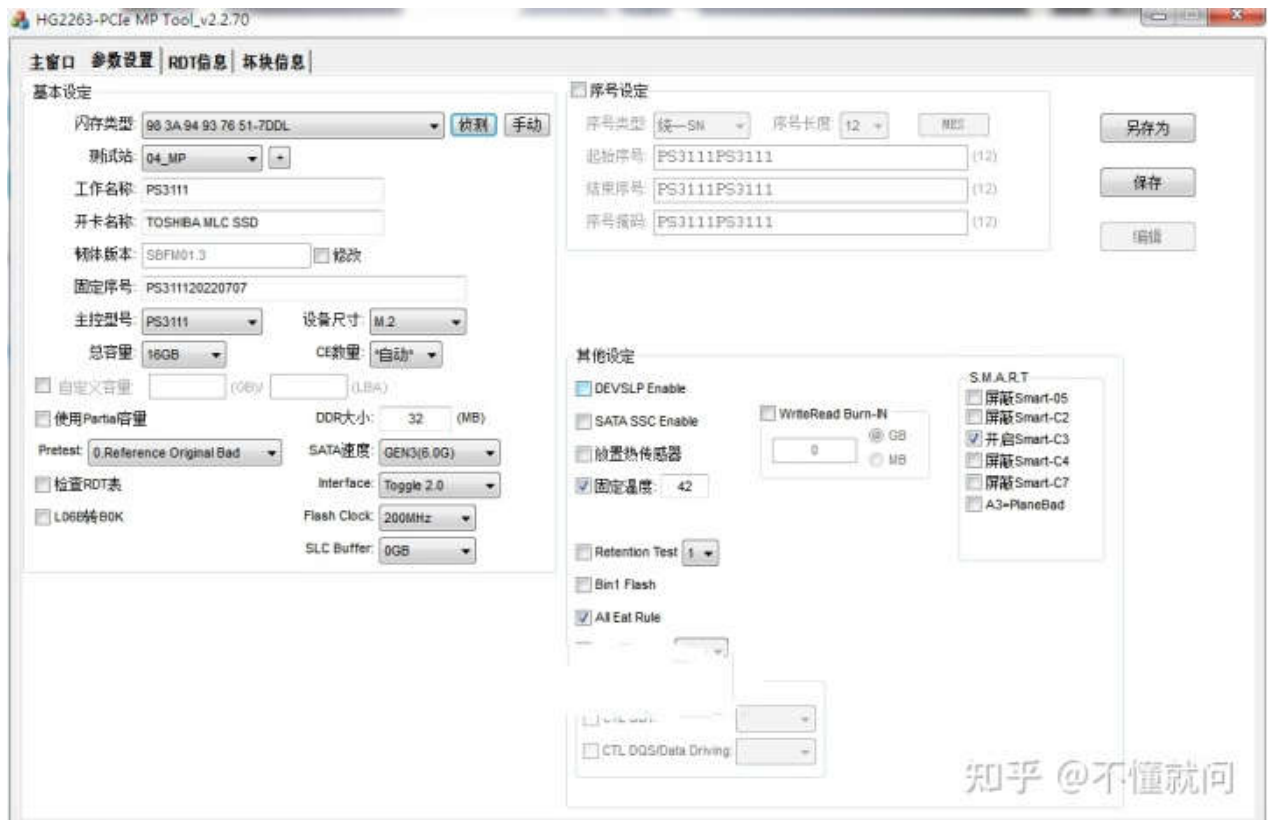 HG2263-PCIe MP Tool_v2.2.70
主窗口 参数设置 RDT信息 坏块信息
基本设定
闪存类型: 98 3A 94 93 76 51-7DDL 侦测 手动
测试站: 04_MP +
工作名称: PS3111
开卡名称: TOSHIBA MLC SSD
韧体版本: SBFM01.3 修改
固定序号: PS311120220707
主控型号: PS3111 设备尺寸: M.2
总容量: 16GB CE数量: *自动*
自定义容量: (GB)/ (LBA)
使用Partial容量 DDR大小: 32 (MB)
Pretest: 0.Reference Original Bad SATA速度: GEN3(6.0G)
检查RDT表 Interface: Toggle 2.0
L06B转B0K Flash Clock: 200MHz
SLC Buffer: 0GB
序号设定
序号类型: 统一SN 序号长度: 12 MES
起始序号: PS3111PS3111 (12)
结束序号: PS3111PS3111 (12)
序号掩码: PS3111PS3111 (12)
另存为
保存
编辑
其他设定
DEVSLP Enable
SATA SSC Enable
放置热传感器
固定温度: 42
WriteRead Burn-IN
0 GB
MB
Retention Test 1
Bin1 Flash
All Eat Rule
CTL DQS/Data Driving:
S.M.A.R.T
屏蔽Smart-05
屏蔽Smart-C2
开启Smart-C3
屏蔽Smart-C4
屏蔽Smart-C7
A3=PlaneBad
知乎 @不懂就问